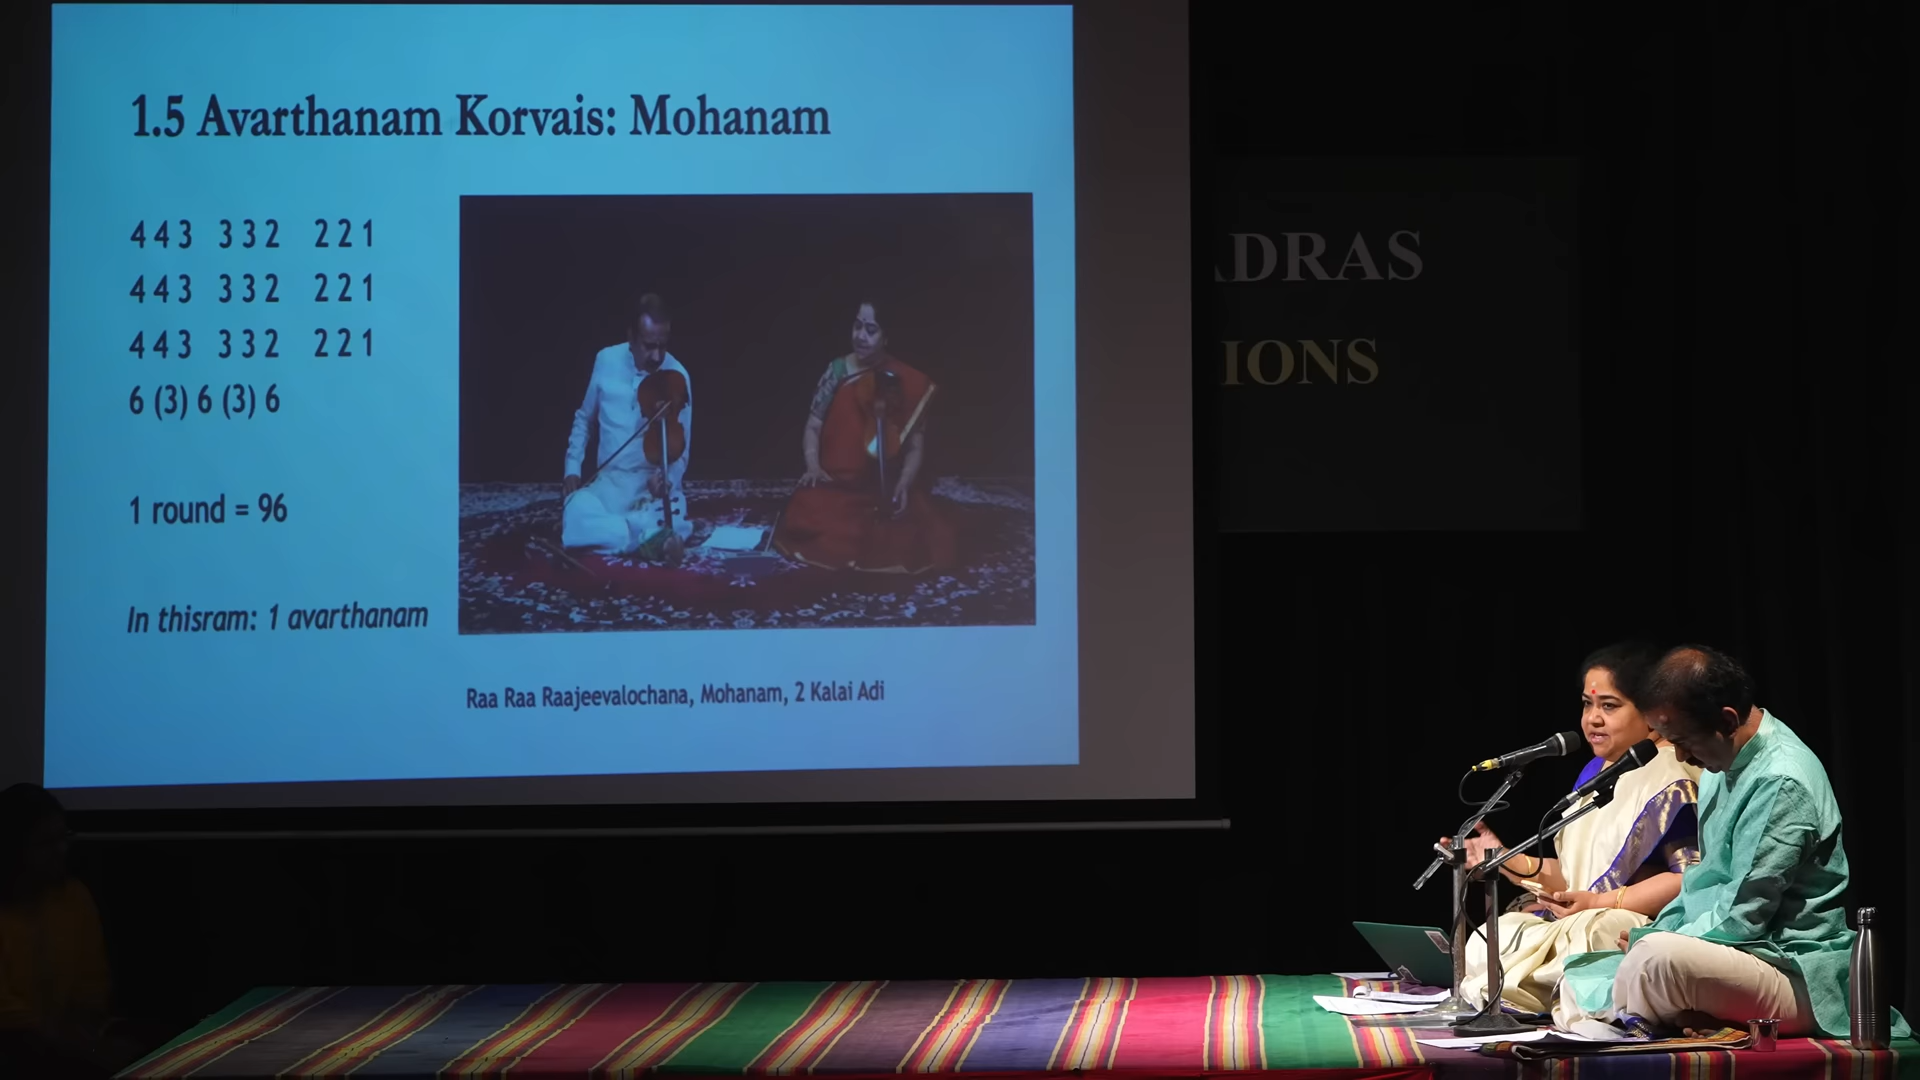 1.5 Avarthanam Korvais: Mohanam
4 4 3 3 3 2 2 2 1
4 4 3 3 3 2 2 2 1
4 4 3 3 3 2 2 2 1
6 (3) 6 (3) 6
1 round = 96
In thisram: 1 avarthanam
Raa Raa Raajeevalochana, Mohanam, 2 Kalai Adi
ADRAS
IONS